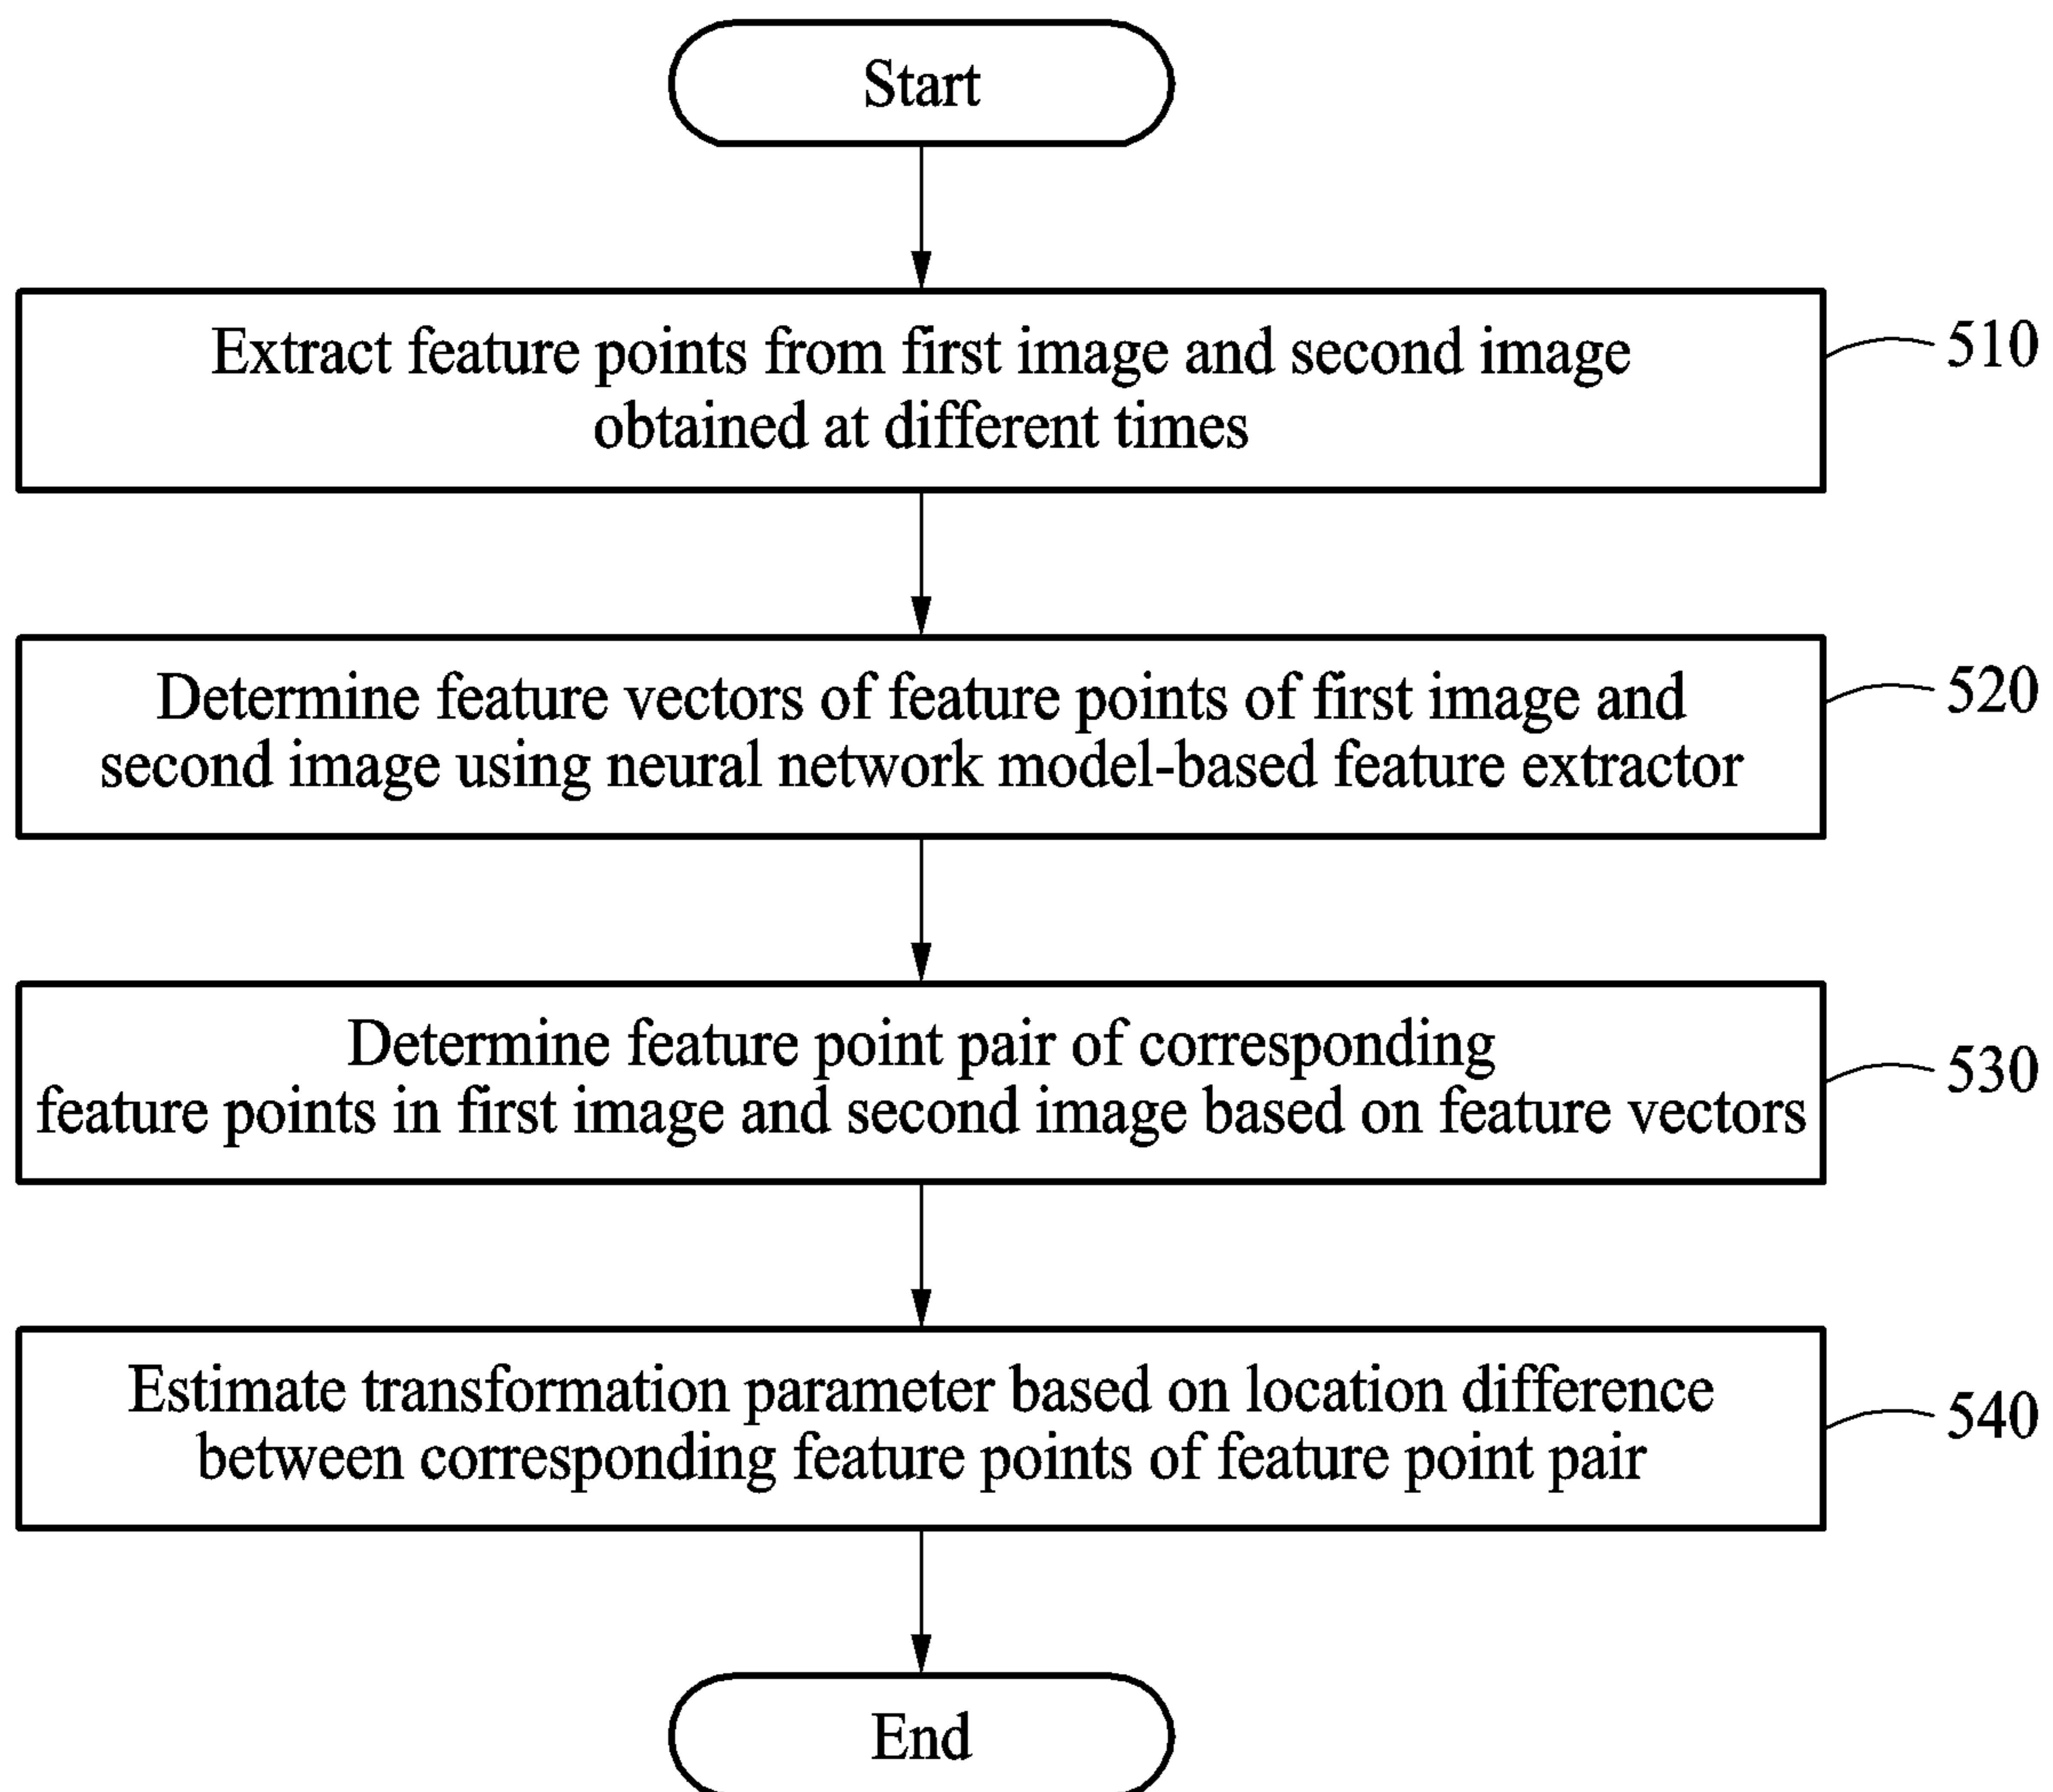 Start
Extract feature points from first image and second image
obtained at different times
510
Determine feature vectors of feature points of first image and
second image using neural network model-based feature extractor
520
Determine feature point pair of corresponding
feature points in first image and second image based on feature vectors
530
Estimate transformation parameter based on location difference
between corresponding feature points of feature point pair
540
End